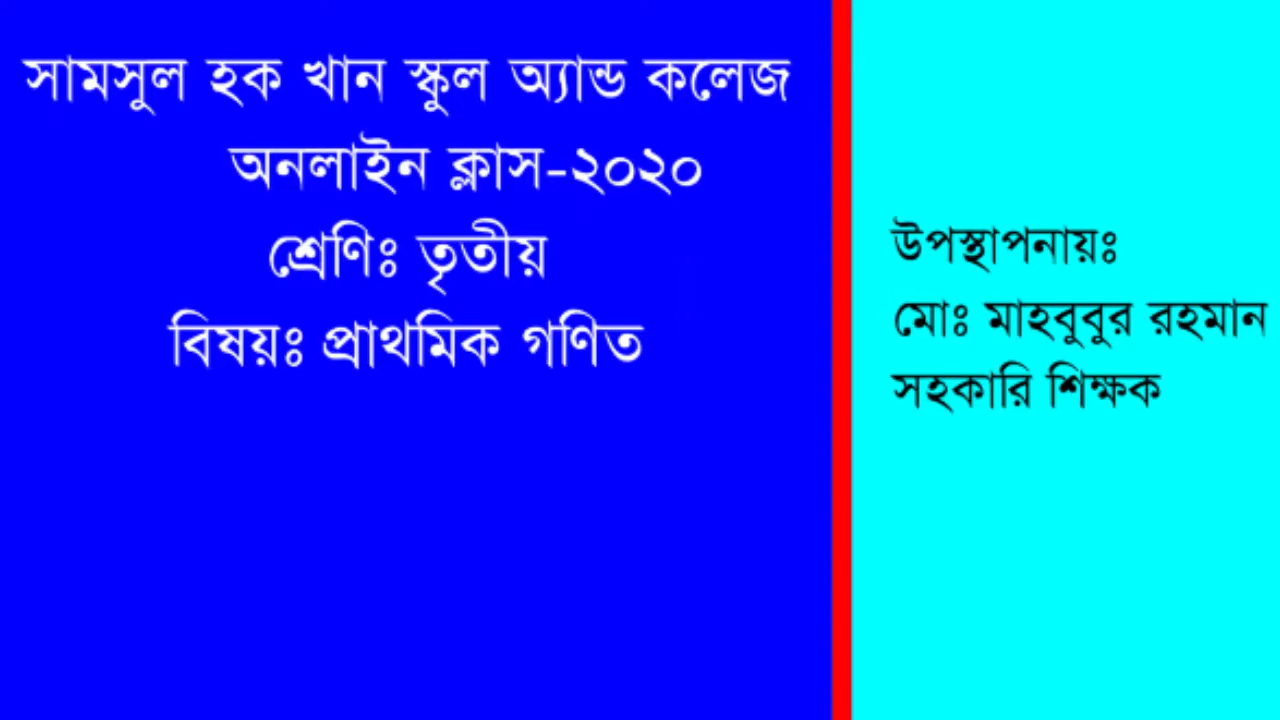 সামসুল হক খান স্কুল অ্যান্ড কলেজ
অনলাইন ক্লাস-২০২০
শ্রেণিঃ তৃতীয়
বিষয়ঃ প্রাথমিক গণিত
উপস্থাপনায়ঃ
মোঃ মাহবুবুর রহমান
সহকারি শিক্ষক